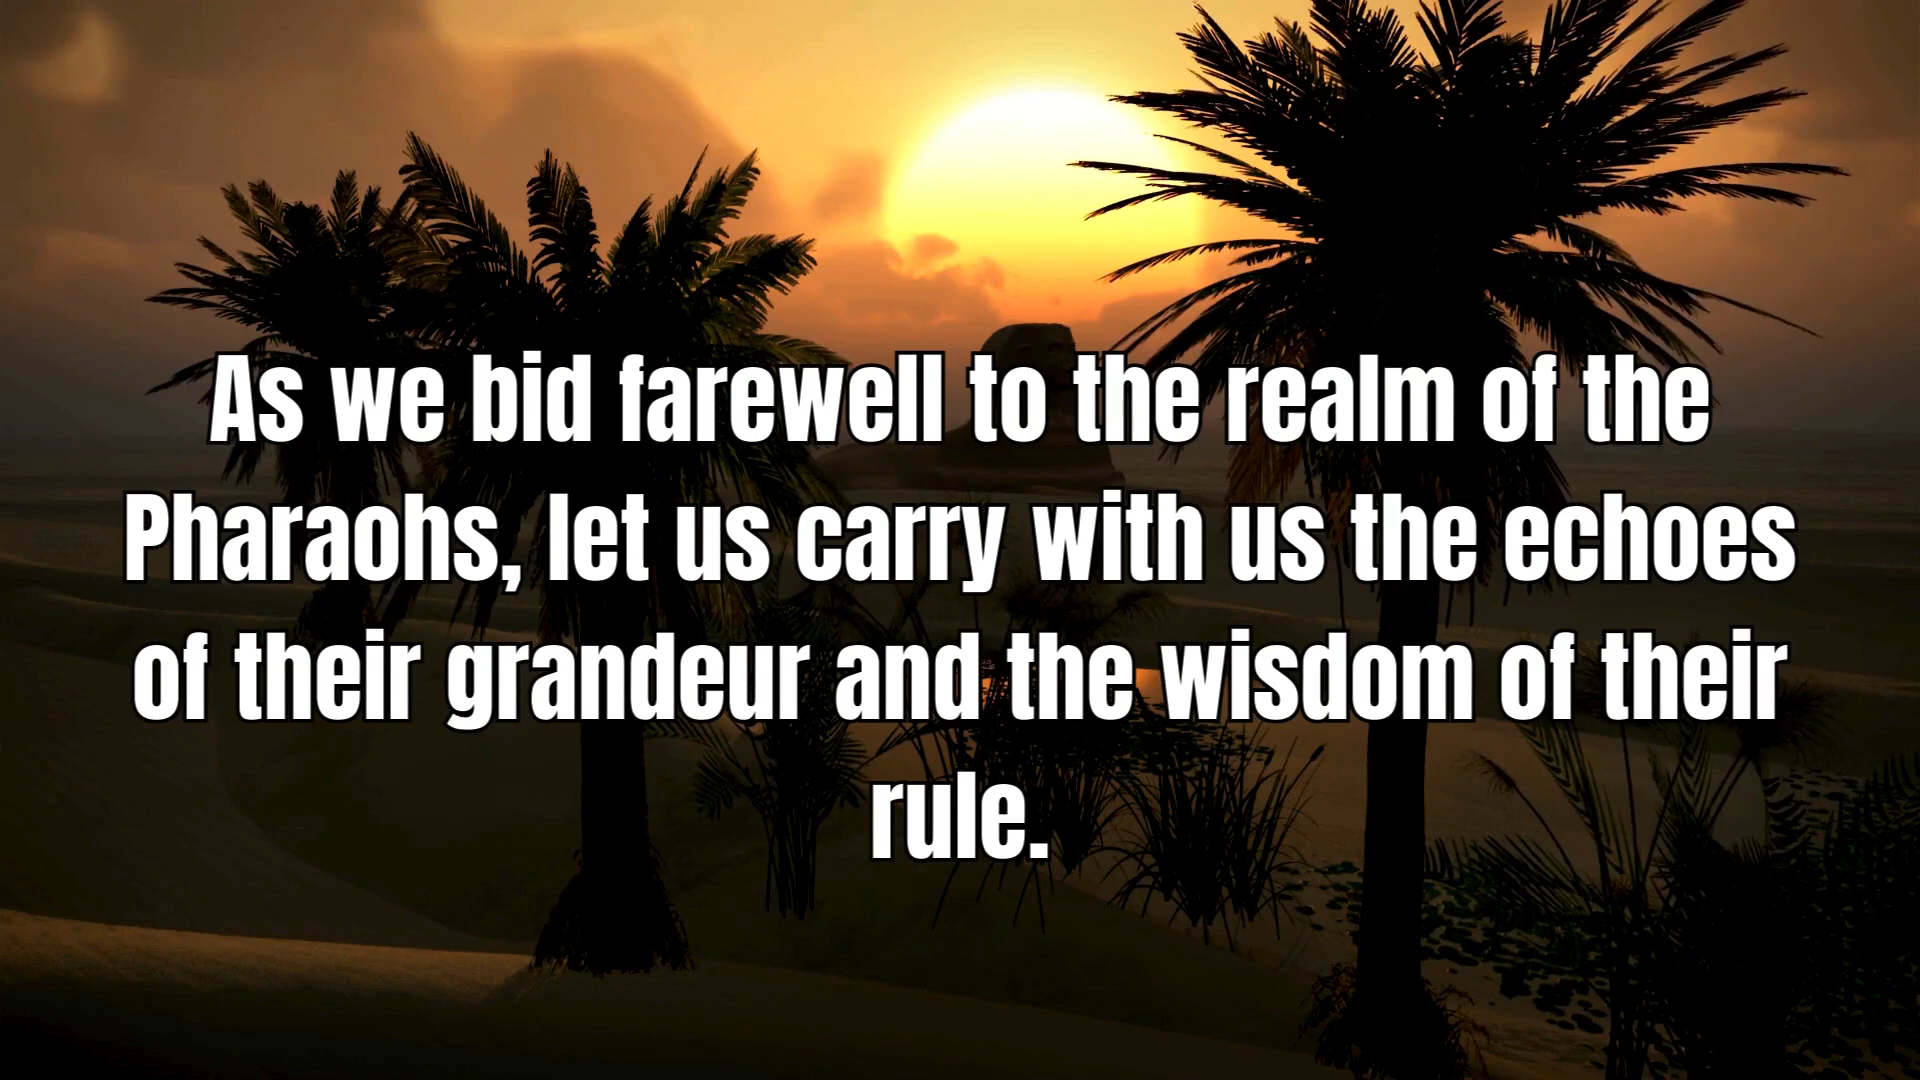 As we bid farewell to the realm of the
Pharaohs, let us carry with us the echoes
of their grandeur and the wisdom of their
rule.